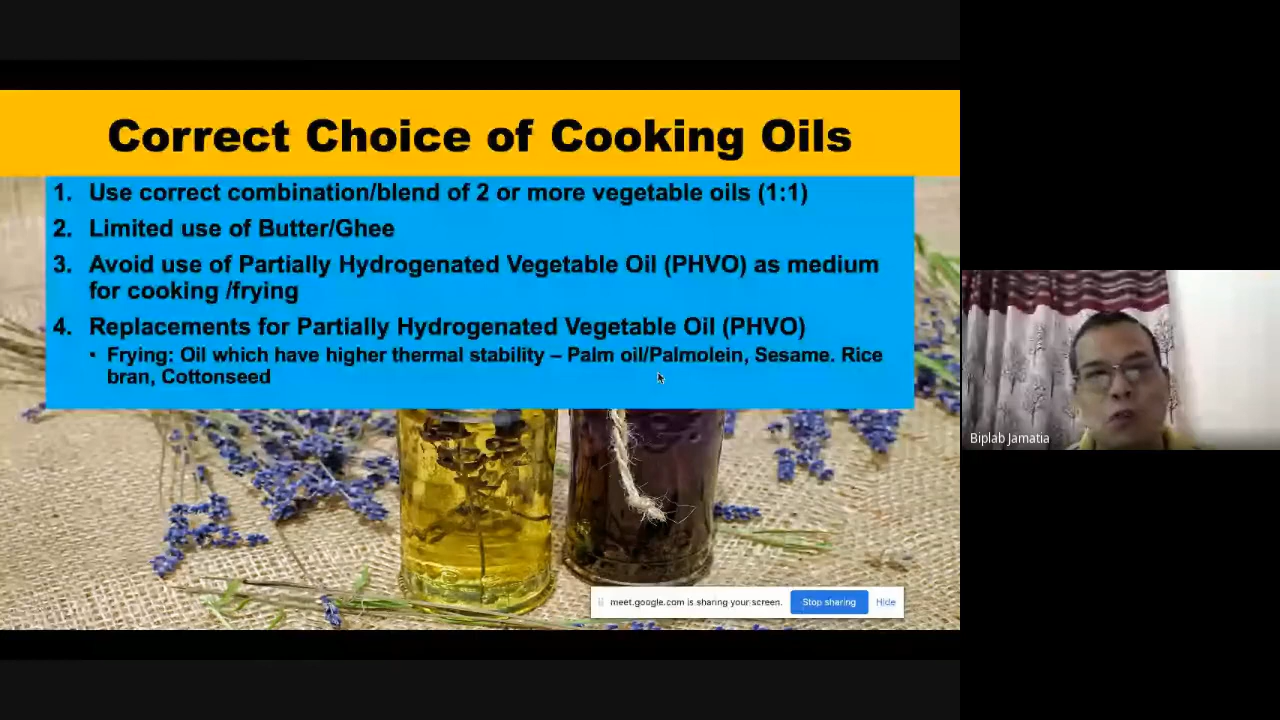 Correct Choice of Cooking Oils
1. Use correct combination/blend of 2 or more vegetable oils (1:1)
2. Limited use of Butter/Ghee
3. Avoid use of Partially Hydrogenated Vegetable Oil (PHVO) as medium
for cooking /frying
4. Replacements for Partially Hydrogenated Vegetable Oil (PHVO)
• Frying: Oil which have higher thermal stability – Palm oil/Palmolein, Sesame. Rice
bran, Cottonseed
Biplab Jamatia
meet.google.com is sharing your screen. Stop sharing Hide